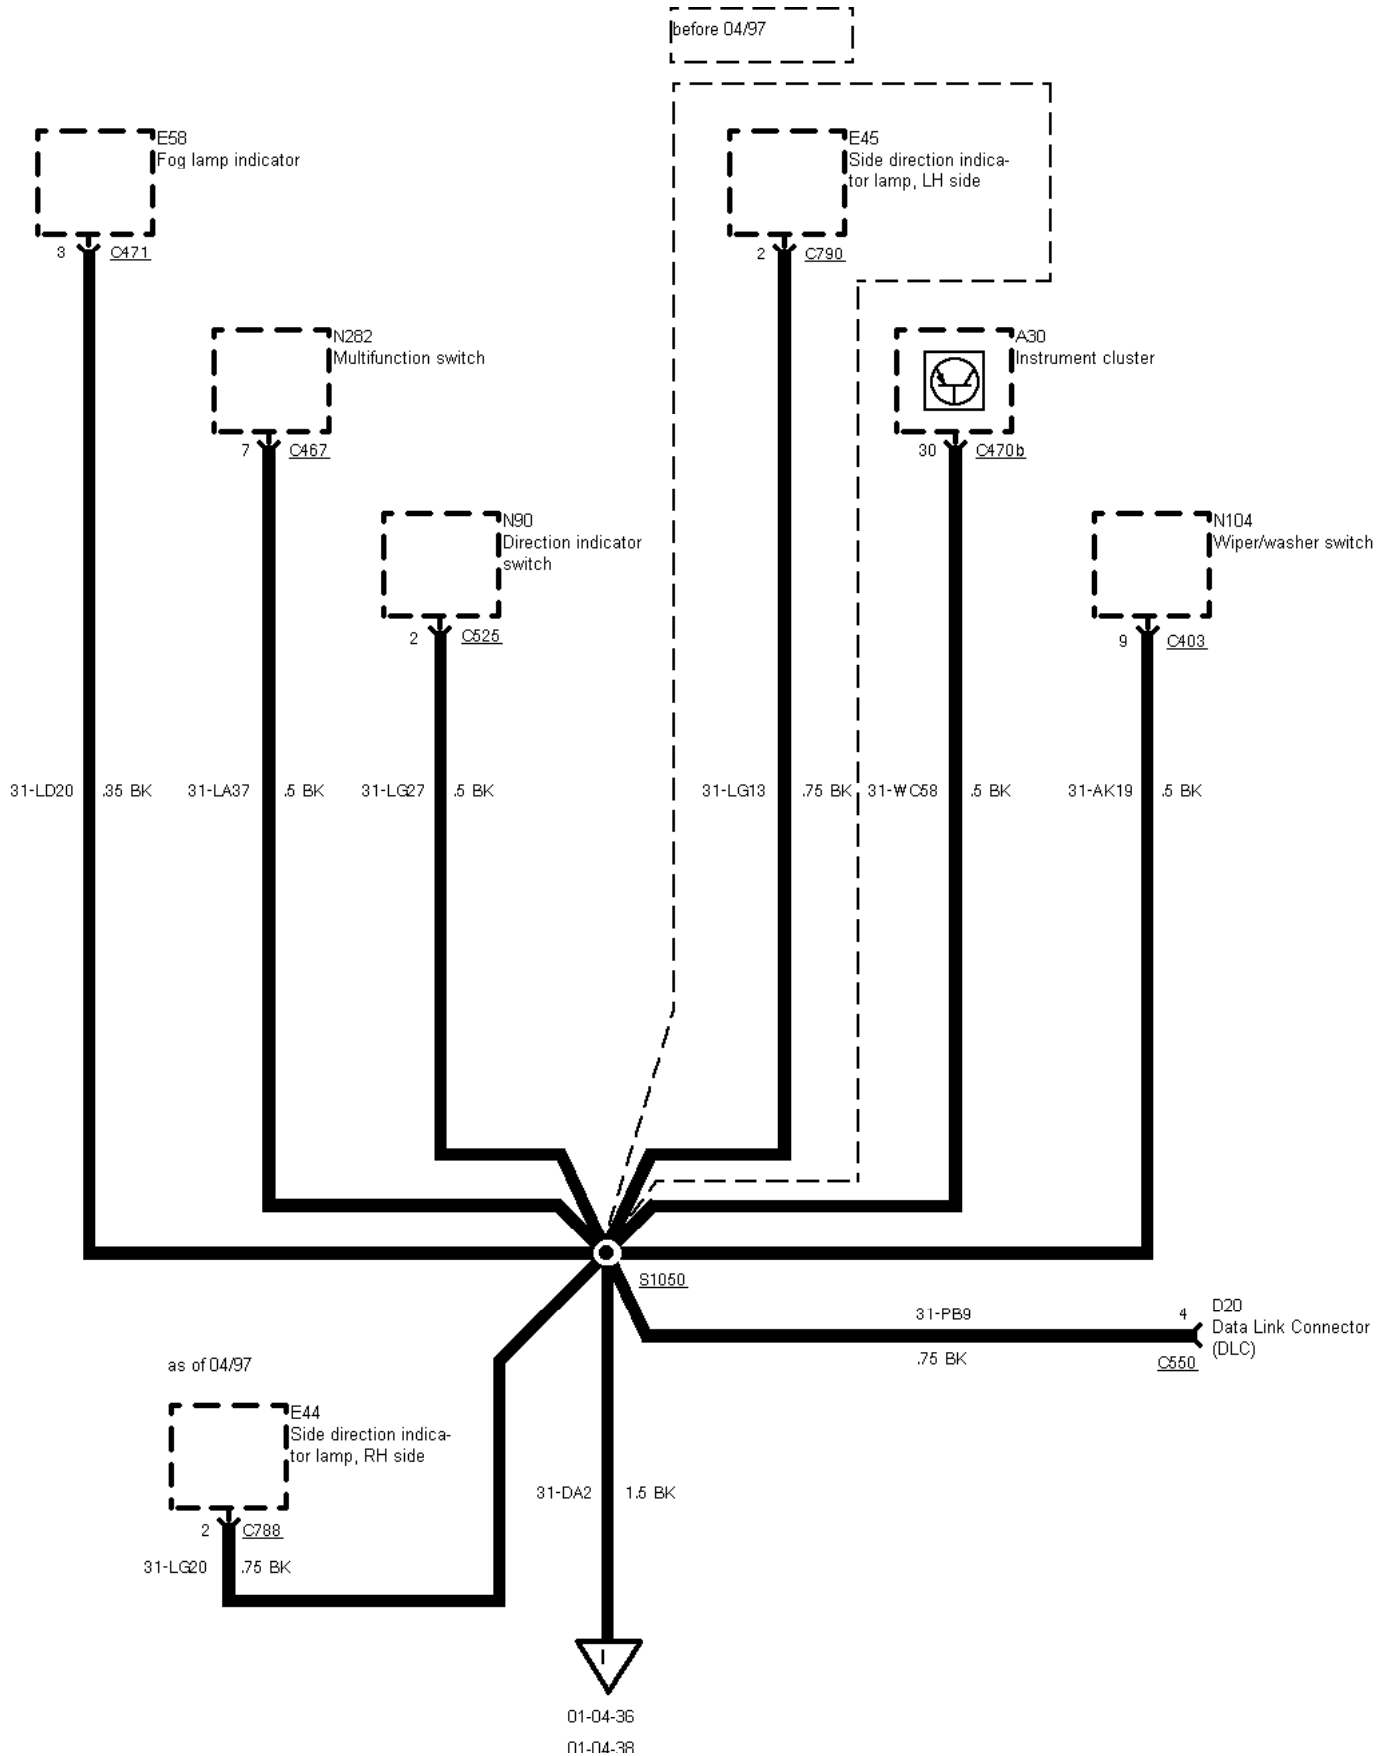 before 04/97
E58
Fog lamp indicator
3 C471
E45
Side direction indica-
tor lamp, LH side
2 C790
N282
Multifunction switch
7 C467
A30
Instrument cluster
30 C470b
N90
Direction indicator
switch
2 C525
N104
Wiper/washer switch
9 C403
31-LD20 .35 BK
31-LA37 .5 BK
31-LG27 .5 BK
31-LG13 .75 BK
31-WC58 .5 BK
31-AK19 .5 BK
S1050
31-PB9
.75 BK
4
C550
D20
Data Link Connector
(DLC)
as of 04/97
E44
Side direction indica-
tor lamp, RH side
2 C788
31-LG20 .75 BK
31-DA2 1.5 BK
I
01-04-36
01-04-38